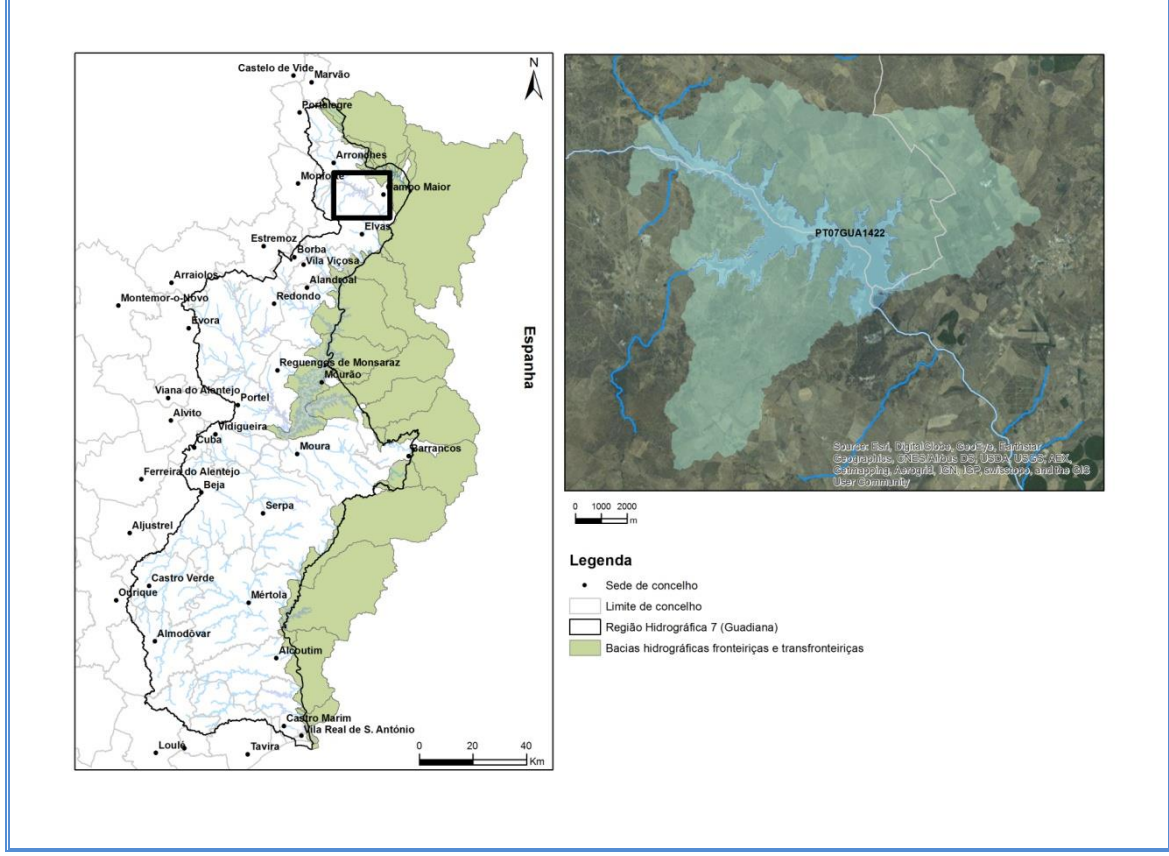 N
Castelo de Vide
Marvão
Portalegre
Arronches
Monforte
Campo Maior
Elvas
Estremoz
Borba
Vila Viçosa
Arraiolos
Alandroal
Montemor-o-Novo
Redondo
Évora
Espanha
Reguengos de Monsaraz
Mourão
Viana do Alentejo
Portel
Alvito
Vidigueira
Cuba
Moura
Barrancos
Ferreira do Alentejo
Beja
Serpa
Aljustrel
Castro Verde
Ourique
Mértola
Almodôvar
Alcoutim
Castro Marim
Vila Real de S. António
Loulé
Tavira
0 20 40
Km
PT07GUA1422
Source: Esri, DigitalGlobe, GeoEye, Earthstar
Geographics, CNES/Airbus DS, USDA, USGS, AEX,
Getmapping, Aerogrid, IGN, IGP, swisstopo, and the GIS
User Community
0 1000 2000
m
Legenda
Sede de concelho
Limite de concelho
Região Hidrográfica 7 (Guadiana)
Bacias hidrográficas fronteiriças e transfronteiriças